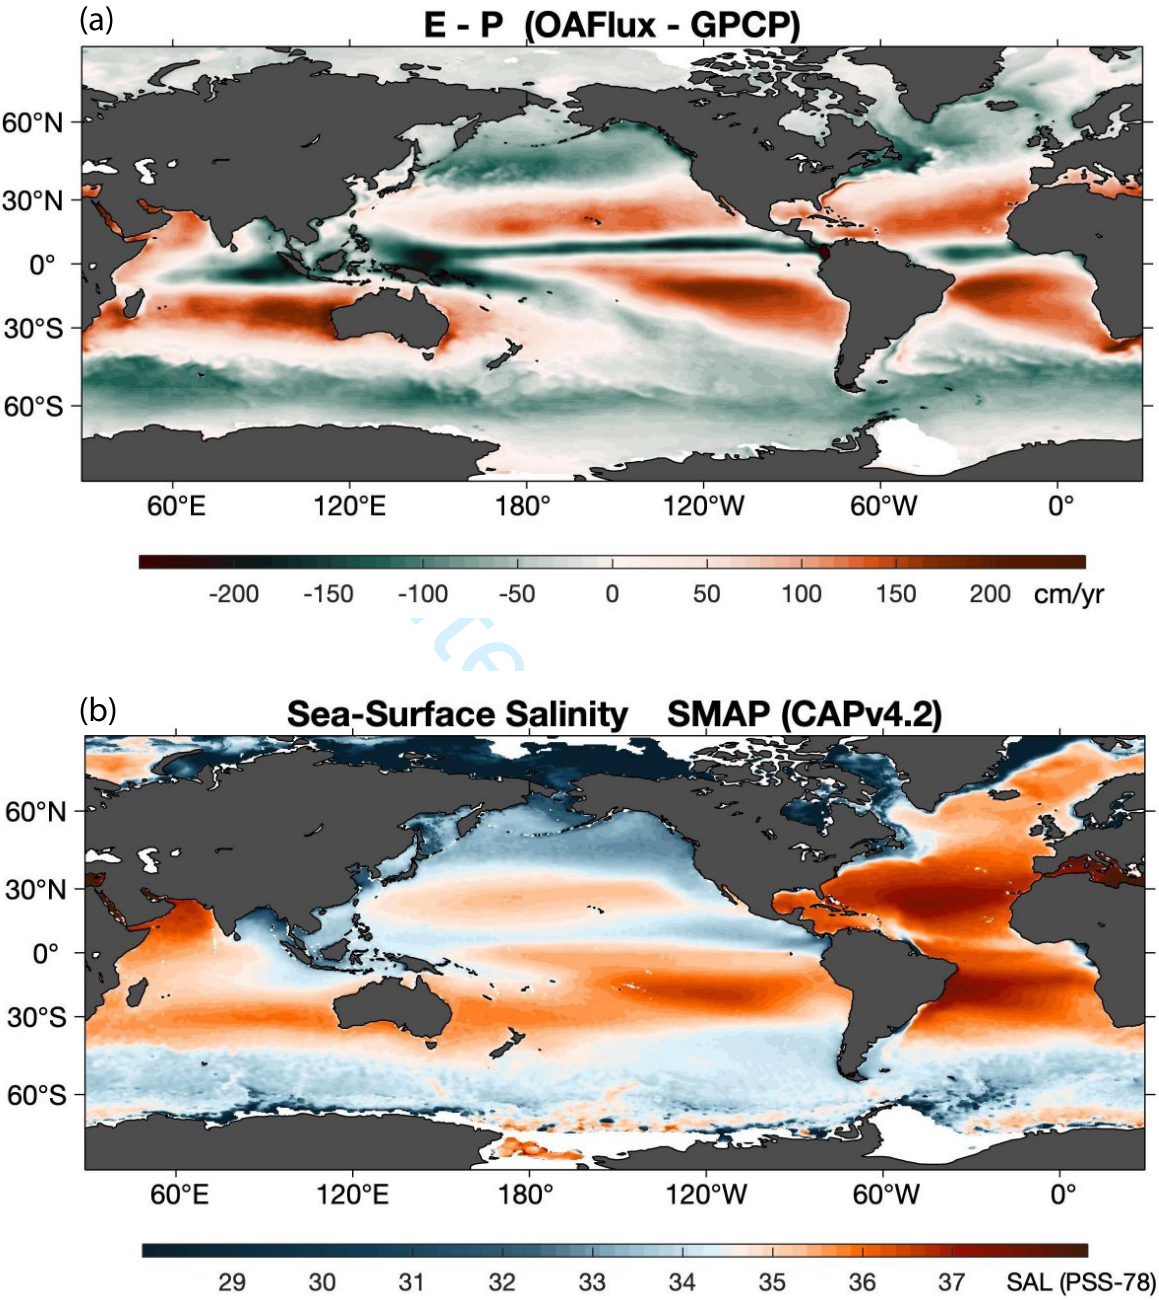 (a)
E - P (OAFlux - GPCP)
60°N
30°N
0°
30°S
60°S
60°E 120°E 180° 120°W 60°W 0°
-200 -150 -100 -50 0 50 100 150 200 cm/yr
(b)
Sea-Surface Salinity SMAP (CAPv4.2)
60°N
30°N
0°
30°S
60°S
60°E 120°E 180° 120°W 60°W 0°
29 30 31 32 33 34 35 36 37 SAL (PSS-78)